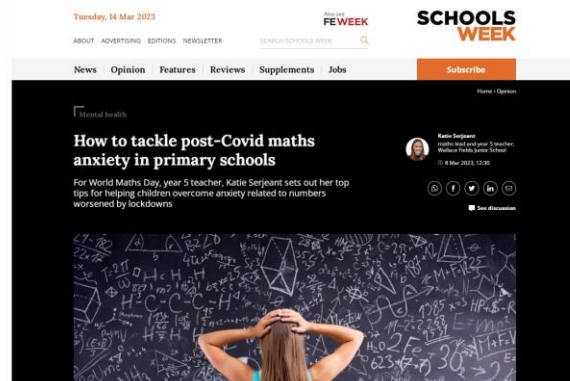 Tuesday, 14 Mar 2023
Also see
FE WEEK
SCHOOLS
WEEK
ABOUT ADVERTISING EDITIONS NEWSLETTER
SEARCH SCHOOLS WEEK
News Opinion Features Reviews Supplements Jobs
Subscribe
Home › Opinion
Mental health
How to tackle post-Covid maths
anxiety in primary schools
For World Maths Day, year 5 teacher, Katie Serjeant sets out her top
tips for helping children overcome anxiety related to numbers
worsened by lockdowns
Katie Serjeant
maths lead and year 5 teacher,
Wallace Fields Junior School
8 Mar 2023, 12:30
See discussion